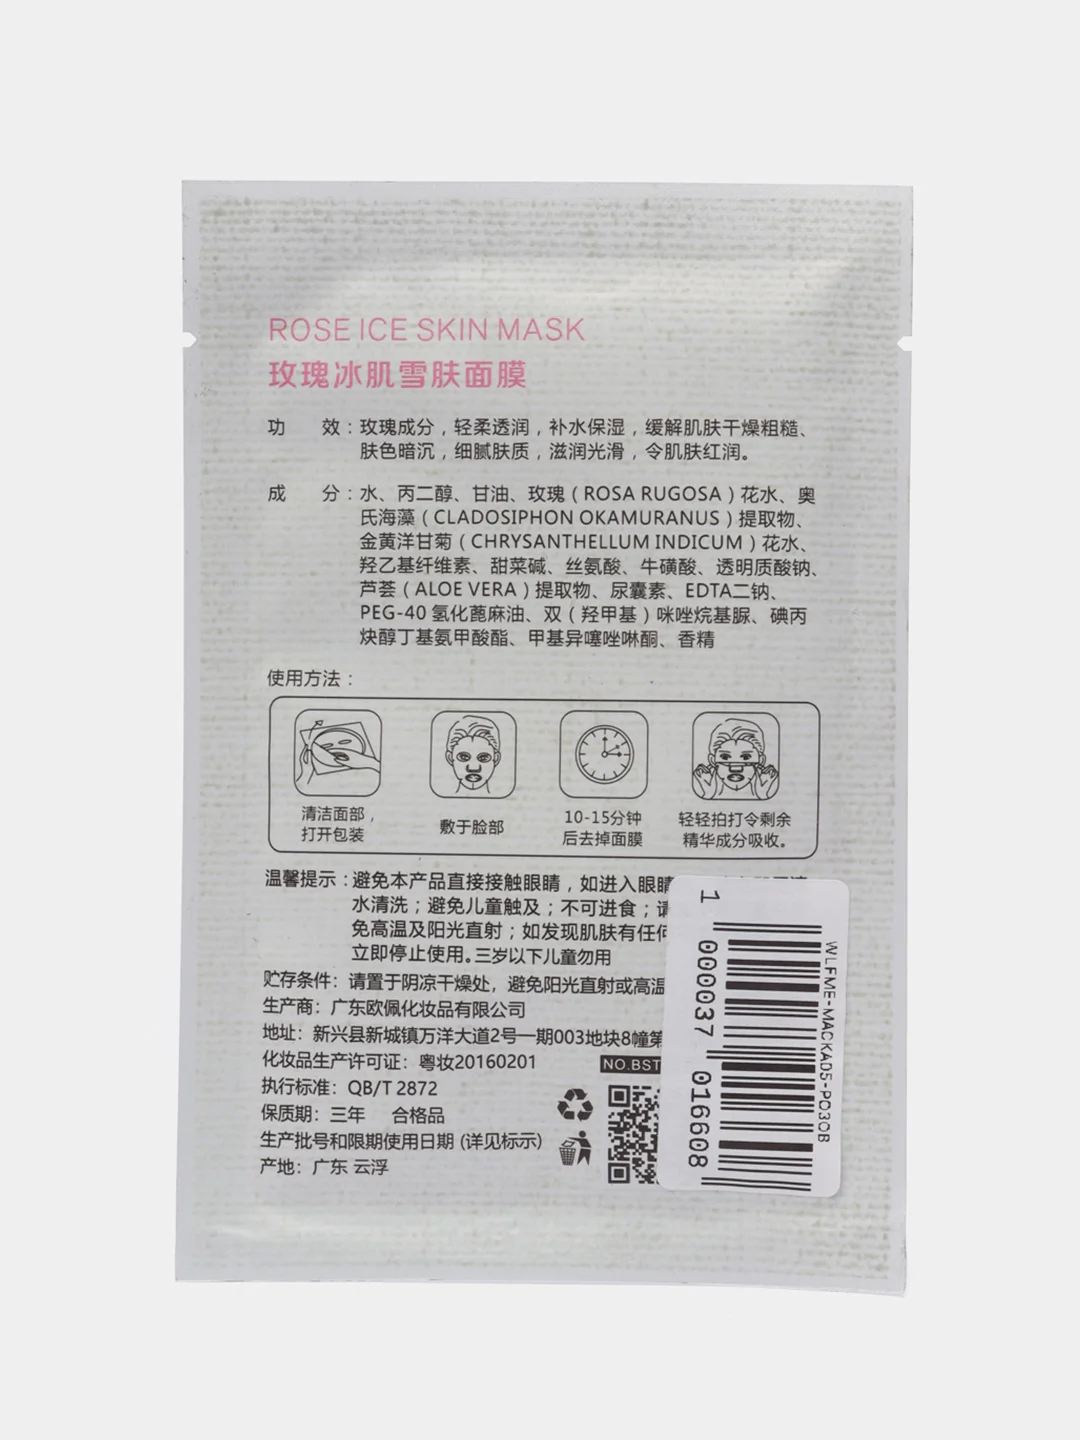 ROSE ICE SKIN MASK
玫瑰冰肌雪肤面膜
功 效：玫瑰成分，轻柔透润，补水保湿，缓解肌肤干燥粗糙、
肤色暗沉，细腻肤质，滋润光滑，令肌肤红润。
成 分：水、丙二醇、甘油、玫瑰（ROSA RUGOSA）花水、奥
氏海藻（CLADOSIPHON OKAMURANUS）提取物、
金黄洋甘菊（CHRYSANTHELLUM INDICUM）花水、
羟乙基纤维素、甜菜碱、丝氨酸、牛磺酸、透明质酸钠、
芦荟（ALOE VERA）提取物、尿囊素、EDTA二钠、
PEG-40 氢化蓖麻油、双（羟甲基）咪唑烷基脲、碘丙
炔醇丁基氨甲酸酯、甲基异噻唑啉酮、香精
使用方法：
清洁面部，
打开包装
敷于脸部
10-15分钟
后去掉面膜
轻轻拍打令剩余
精华成分吸收。
温馨提示：避免本产品直接接触眼睛，如进入眼睛
水清洗；避免儿童触及；不可进食；请
免高温及阳光直射；如发现肌肤有任何
立即停止使用。三岁以下儿童勿用
贮存条件：请置于阴凉干燥处，避免阳光直射或高温
生产商：广东欧佩化妆品有限公司
地址：新兴县新城镇万洋大道2号一期003地块8幢第
化妆品生产许可证：粤妆20160201
NO.BST
执行标准：QB/T 2872
保质期：三年 合格品
生产批号和限期使用日期 (详见标示)
产地：广东 云浮
1 000037 016608
WLFME-MACKA05-PO3OB